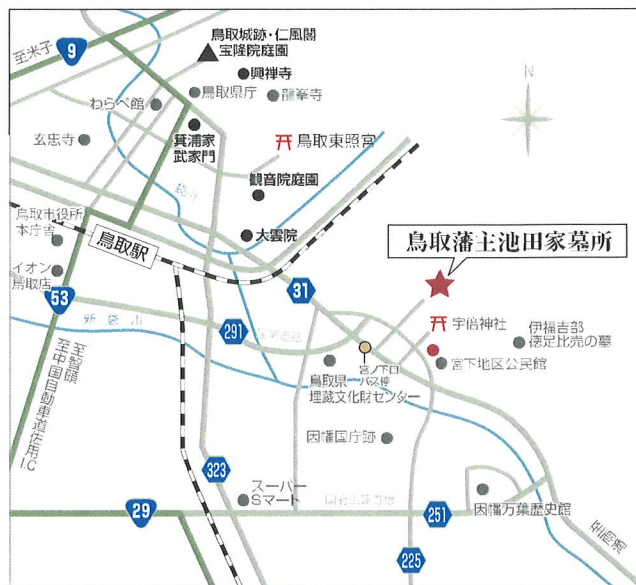 至米子
9
鳥取城跡・仁風閣
宝隆院庭園
興禅寺
鳥取県庁
龍峯寺
わらべ館
玄忠寺
箕浦家
武家門
鳥取東照宮
観音院庭園
大雲院
鳥取市役所
本庁舎
イオン
鳥取店
鳥取駅
N
鳥取藩主池田家墓所
31
53
291
新袋川
宇倍神社
伊福吉部
徳足比売の墓
宮下地区公民館
宮ノ下口
バス停
鳥取県
埋蔵文化財センター
至智頭
至中国自動車道佐用I.C
因幡国庁跡
323
スーパー
Sマート
29
251
因幡万葉歴史館
225